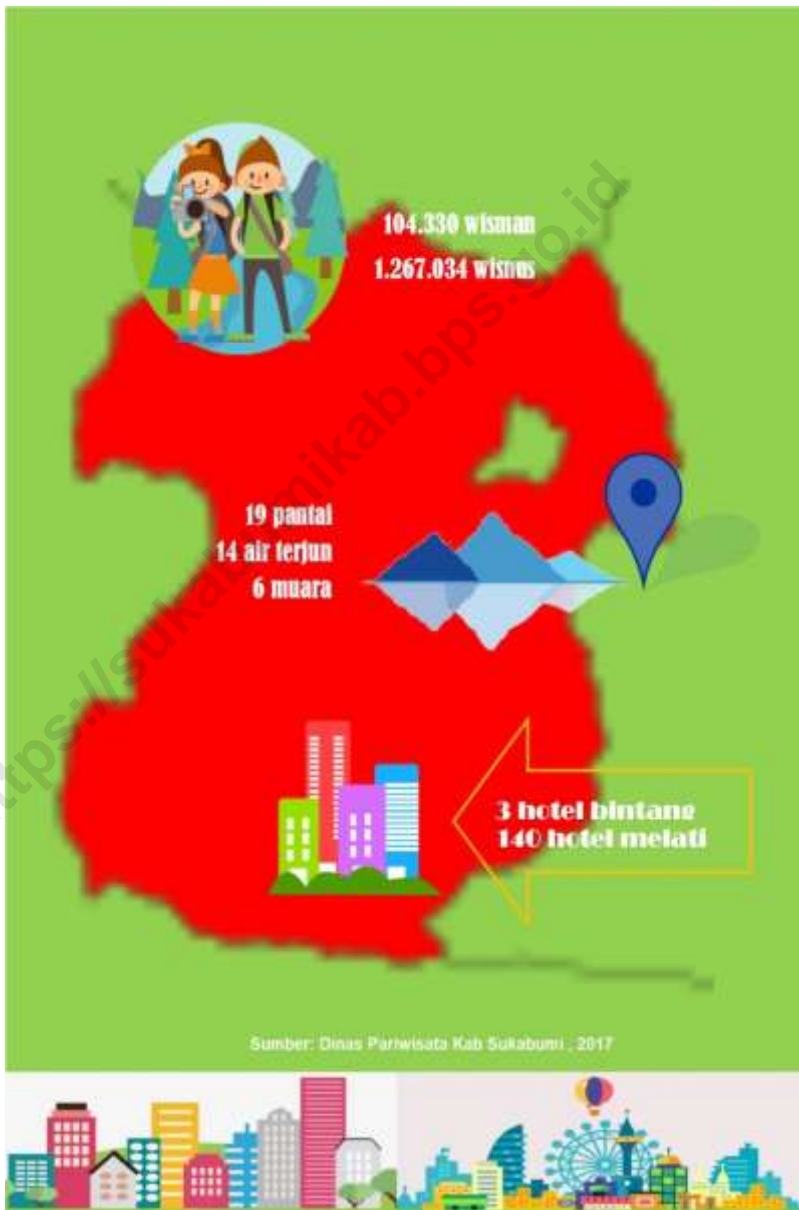 104.330 wisman
1.267.034 wisnus
19 pantai
14 air terjun
6 muara
3 hotel bintang
140 hotel melati
Sumber: Dinas Pariwisata Kab Sukabumi , 2017